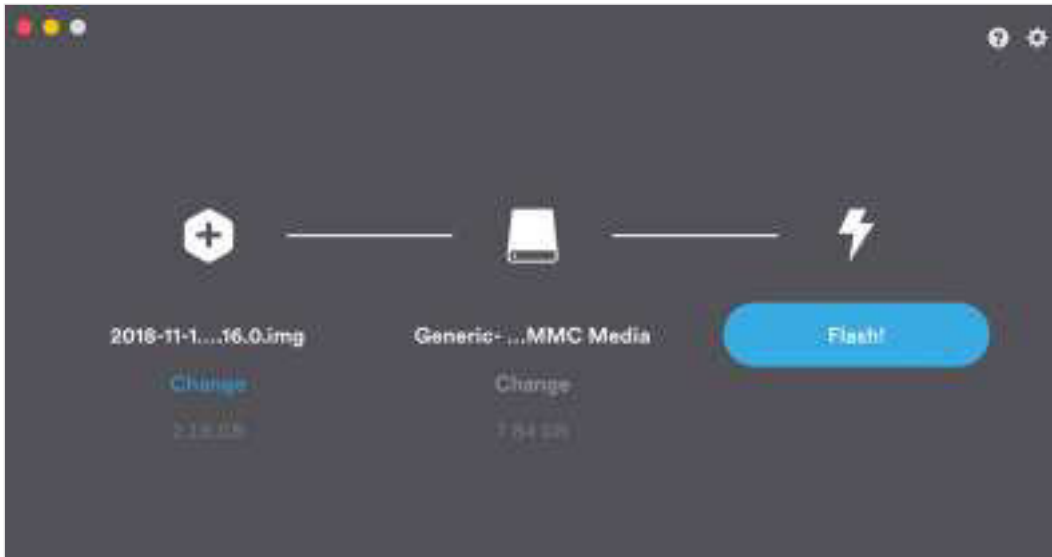 2018-11-1....16.0.img
Generic- ...MMC Media
Flash!
Change
Change